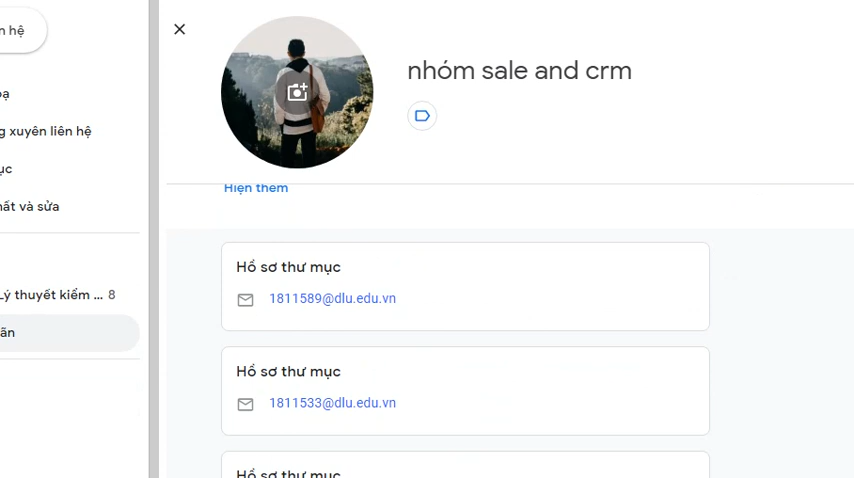 n hệ
nhóm sale and crm
oạ
g xuyên liên hệ
Hiện thêm
ục
hất và sửa
Hồ sơ thư mục
1811589@dlu.edu.vn
Lý thuyết kiểm ... 8
ãn
Hồ sơ thư mục
1811533@dlu.edu.vn
Hồ sơ thư mục